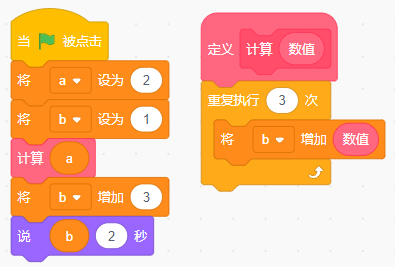 当 被点击
将 a 设为 2
将 b 设为 1
计算 a
将 b 增加 3
说 b 2 秒
定义 计算 数值
重复执行 3 次
将 b 增加 数值